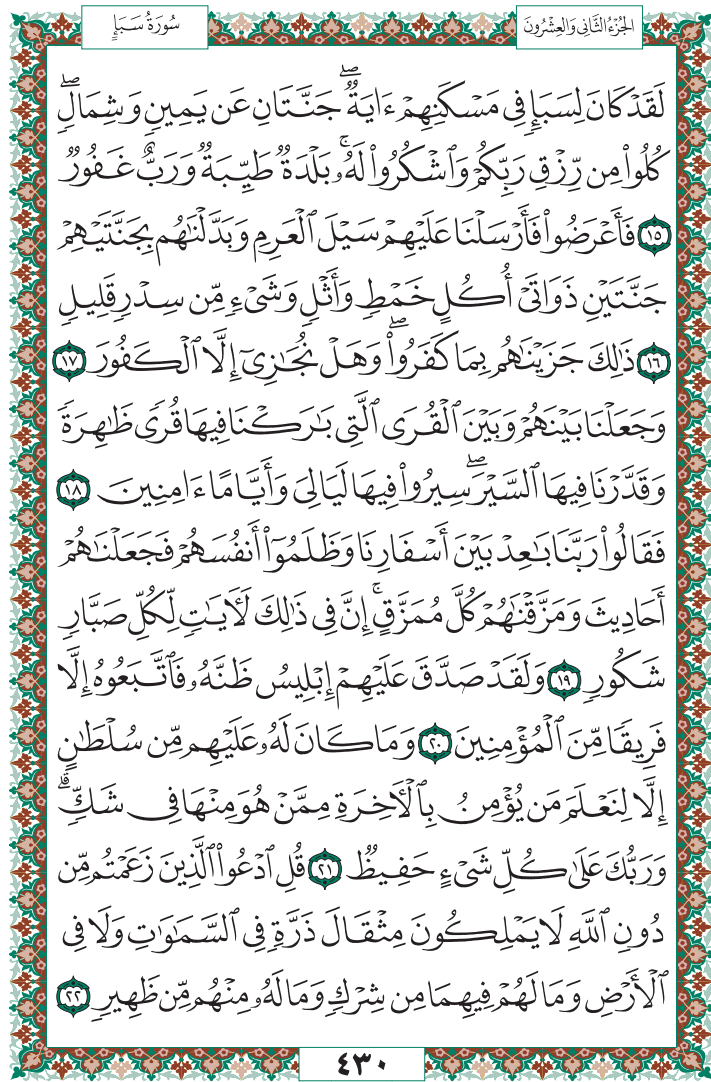 الجُزْءُ الثَّانِي وَالعِشْرُونَ
سُورَةُ سَبَإٍ
لَقَدْ كَانَ لِسَبَإٍ فِى مَسْكَنِهِمْ ءَايَةٌ ۖ جَنَّتَانِ عَن يَمِينٍ وَشِمَالٍ ۖ
كُلُوا۟ مِن رِّزْقِ رَبِّكُمْ وَٱشْكُرُوا۟ لَهُۥ ۚ بَلْدَةٌ طَيِّبَةٌ وَرَبٌّ غَفُورٌ
١٥ فَأَعْرَضُوا۟ فَأَرْسَلْنَا عَلَيْهِمْ سَيْلَ ٱلْعَرِمِ وَبَدَّلْنَٰهُم بِجَنَّتَيْهِمْ
جَنَّتَيْنِ ذَوَاتَىْ أُكُلٍ خَمْطٍ وَأَثْلٍ وَشَىْءٍ مِّن سِدْرٍ قَلِيلٍ
١٦ ذَٰلِكَ جَزَيْنَٰهُم بِمَا كَفَرُوا۟ ۖ وَهَلْ نُجَٰزِىٓ إِلَّا ٱلْكَفُورَ ١٧
وَجَعَلْنَا بَيْنَهُمْ وَبَيْنَ ٱلْقُرَى ٱلَّتِى بَٰرَكْنَا فِيهَا قُرًى ظَٰهِرَةً
وَقَدَّرْنَا فِيهَا ٱلسَّيْرَ ۖ سِيرُوا۟ فِيهَا لَيَالِىَ وَأَيَّامًا ءَامِنِينَ ١٨
فَقَالُوا۟ رَبَّنَا بَٰعِدْ بَيْنَ أَسْفَارِنَا وَظَلَمُوٓا۟ أَنفُسَهُمْ فَجَعَلْنَٰهُمْ
أَحَادِيثَ وَمَزَّقْنَٰهُمْ كُلَّ مُمَزَّقٍ ۚ إِنَّ فِى ذَٰلِكَ لَءَايَٰتٍ لِّكُلِّ صَبَّارٍ
شَكُورٍ ١٩ وَلَقَدْ صَدَّقَ عَلَيْهِمْ إِبْلِيسُ ظَنَّهُۥ فَٱتَّبَعُوهُ إِلَّا
فَرِيقًا مِّنَ ٱلْمُؤْمِنِينَ ٢٠ وَمَا كَانَ لَهُۥ عَلَيْهِم مِّن سُلْطَٰنٍ
إِلَّا لِنَعْلَمَ مَن يُؤْمِنُ بِٱلْءَاخِرَةِ مِمَّنْ هُوَ مِنْهَا فِى شَكٍّ ۗ
وَرَبُّكَ عَلَىٰ كُلِّ شَىْءٍ حَفِيظٌ ٢١ قُلِ ٱدْعُوا۟ ٱلَّذِينَ زَعَمْتُم مِّن
دُونِ ٱللَّهِ لَا يَمْلِكُونَ مِثْقَالَ ذَرَّةٍ فِى ٱلسَّمَٰوَٰتِ وَلَا فِى
ٱلْأَرْضِ وَمَا لَهُمْ فِيهِمَا مِن شِرْكٍ وَمَا لَهُۥ مِنْهُم مِّن ظَهِيرٍ ٢٢
٤٣٠